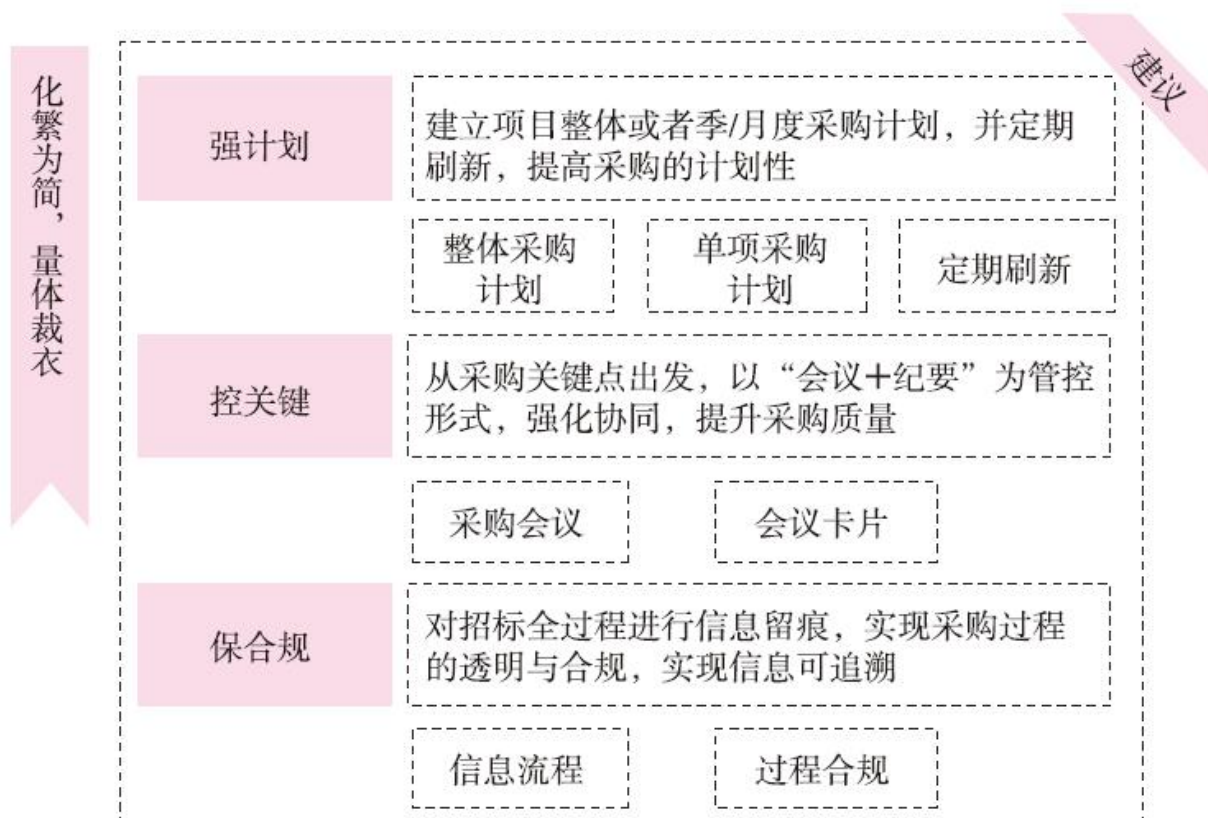 建议
化繁为简，量体裁衣
强计划
建立项目整体或者季/月度采购计划，并定期
刷新，提高采购的计划性
整体采购
计划
单项采购
计划
定期刷新
控关键
从采购关键点出发，以“会议+纪要”为管控
形式，强化协同，提升采购质量
采购会议
会议卡片
保合规
对招标全过程进行信息留痕，实现采购过程
的透明与合规，实现信息可追溯
信息流程
过程合规